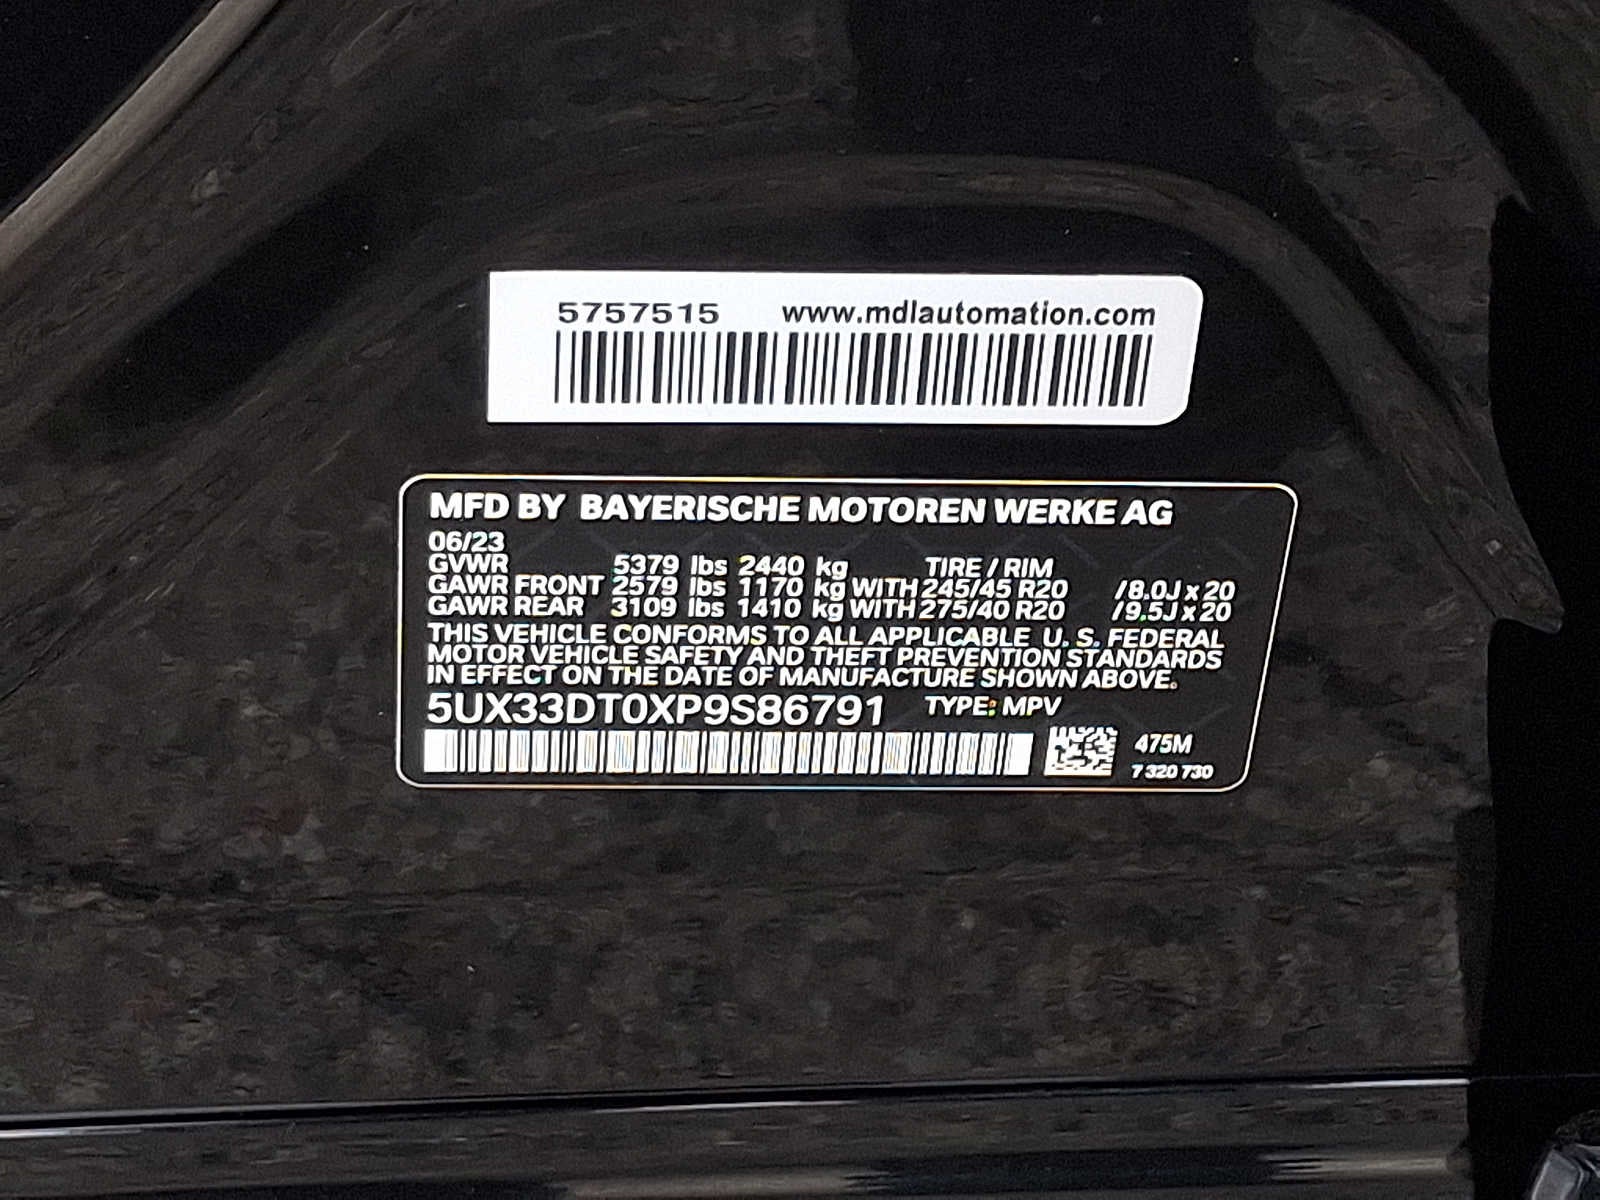 5757515 www.mdlautomation.com
MFD BY BAYERISCHE MOTOREN WERKE AG
06/23
GVWR 5379 lbs 2440 kg TIRE / RIM
GAWR FRONT 2579 lbs 1170 kg WITH 245/45 R20 /8.0J x 20
GAWR REAR 3109 lbs 1410 kg WITH 275/40 R20 /9.5J x 20
THIS VEHICLE CONFORMS TO ALL APPLICABLE U. S. FEDERAL
MOTOR VEHICLE SAFETY AND THEFT PREVENTION STANDARDS
IN EFFECT ON THE DATE OF MANUFACTURE SHOWN ABOVE.
5UX33DT0XP9S86791 TYPE: MPV
475M
7 320 730